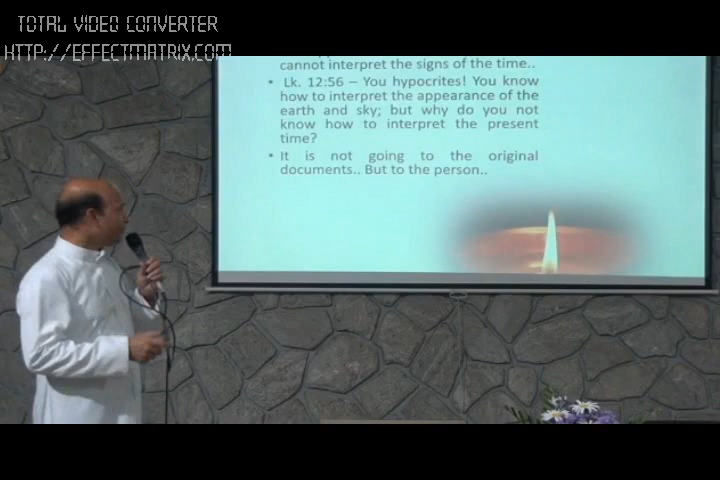 TOTAL VIDEO CONVERTER
HTTP://EFFECTMATRIX.COM
cannot interpret the signs of the time..
• Lk. 12:56 – You hypocrites! You know
how to interpret the appearance of the
earth and sky; but why do you not
know how to interpret the present
time?
• It is not going to the original
documents.. But to the person..